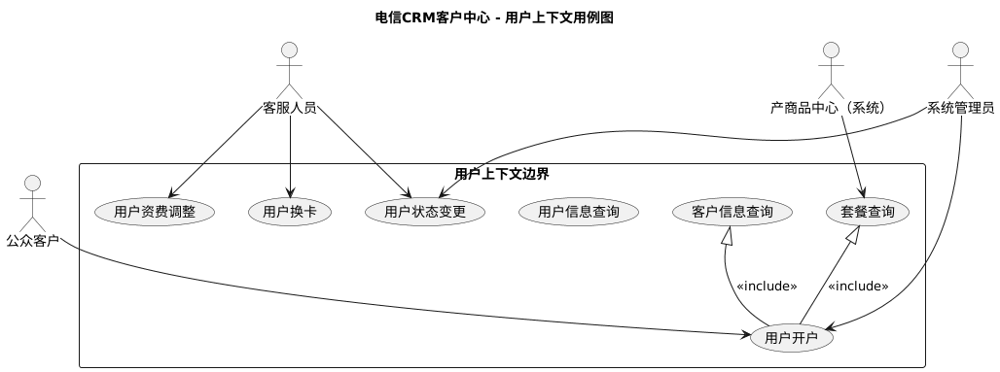 电信CRM客户中心 - 用户上下文用例图
客服人员
产商品中心（系统）
系统管理员
公众客户
用户上下文边界
用户资费调整
用户换卡
用户状态变更
用户信息查询
客户信息查询
套餐查询
«include»
«include»
用户开户